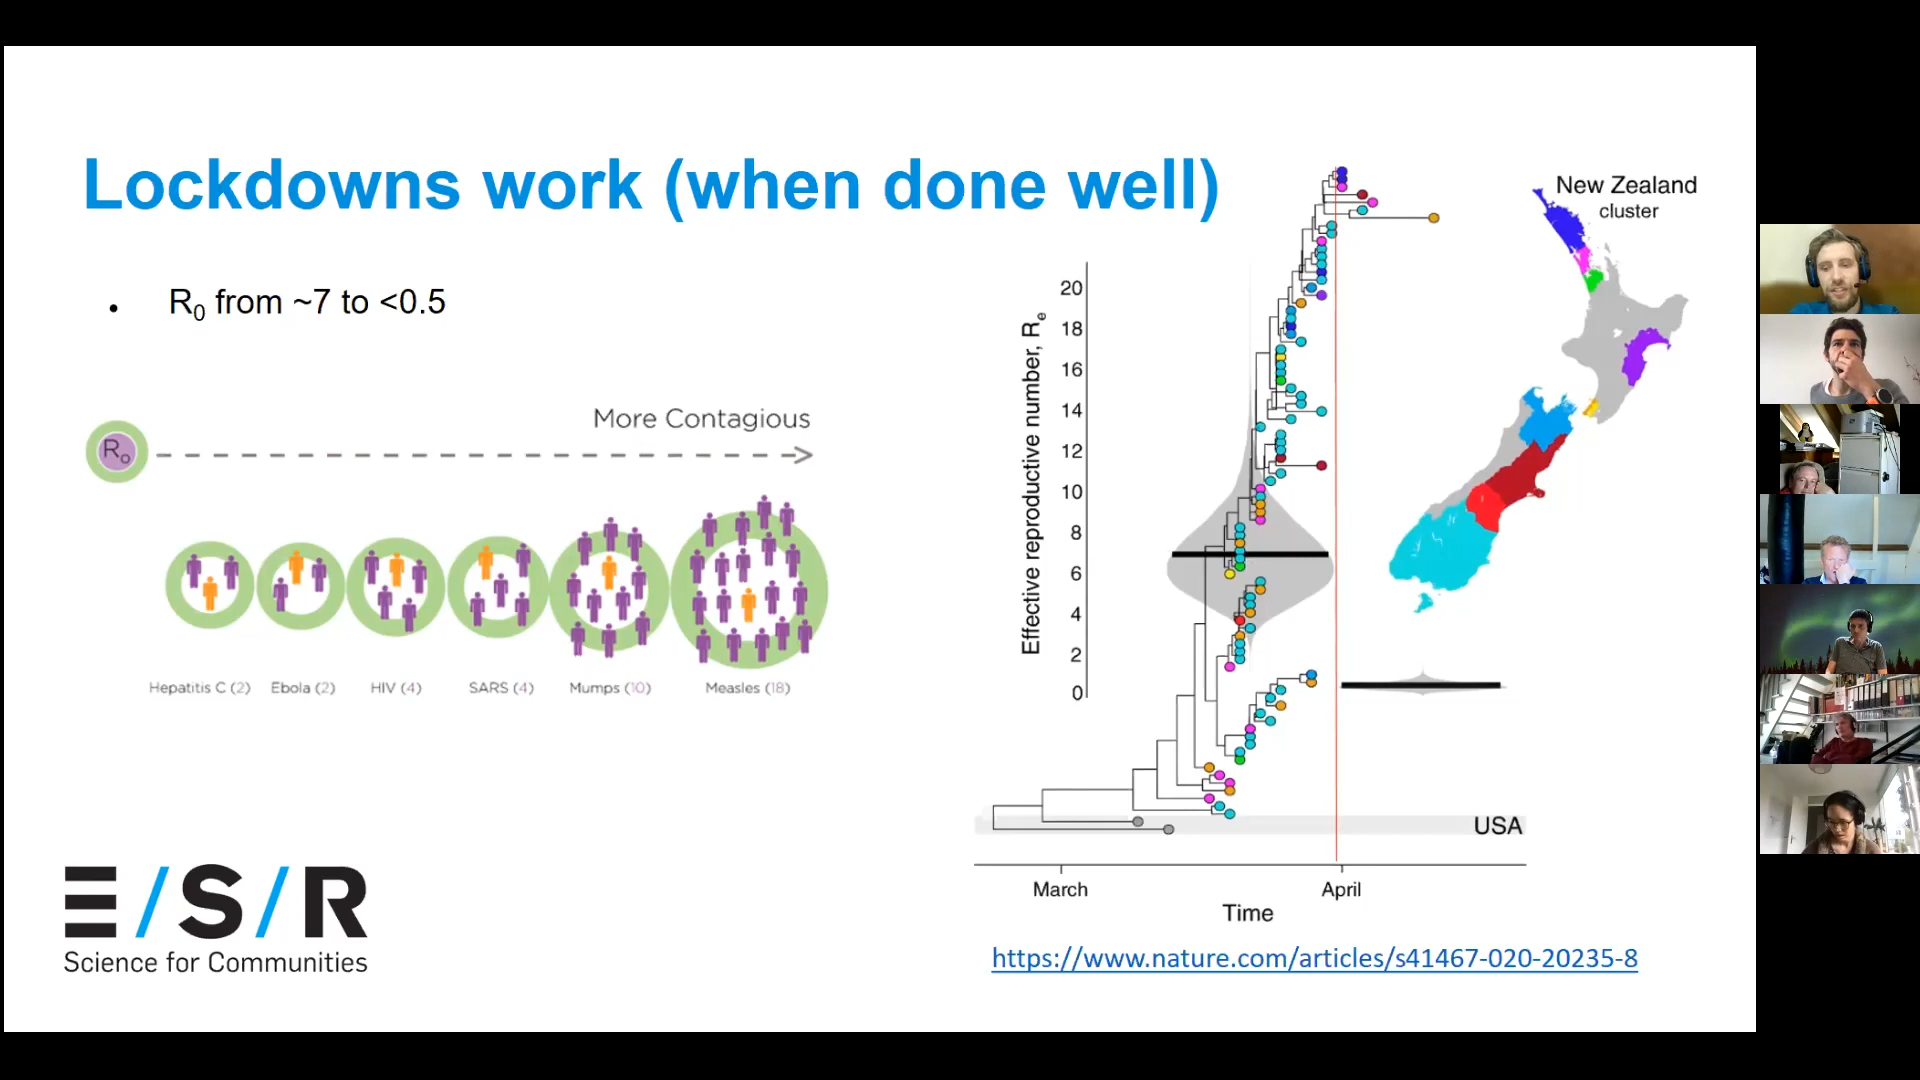 Lockdowns work (when done well)
• R₀ from ~7 to <0.5
R₀
More Contagious
Hepatitis C (2)
Ebola (2)
HIV (4)
SARS (4)
Mumps (10)
Measles (18)
New Zealand
cluster
Effective reproductive number, Rₑ
20
18
16
14
12
10
8
6
4
2
0
USA
March
April
Time
https://www.nature.com/articles/s41467-020-20235-8
E/S/R
Science for Communities